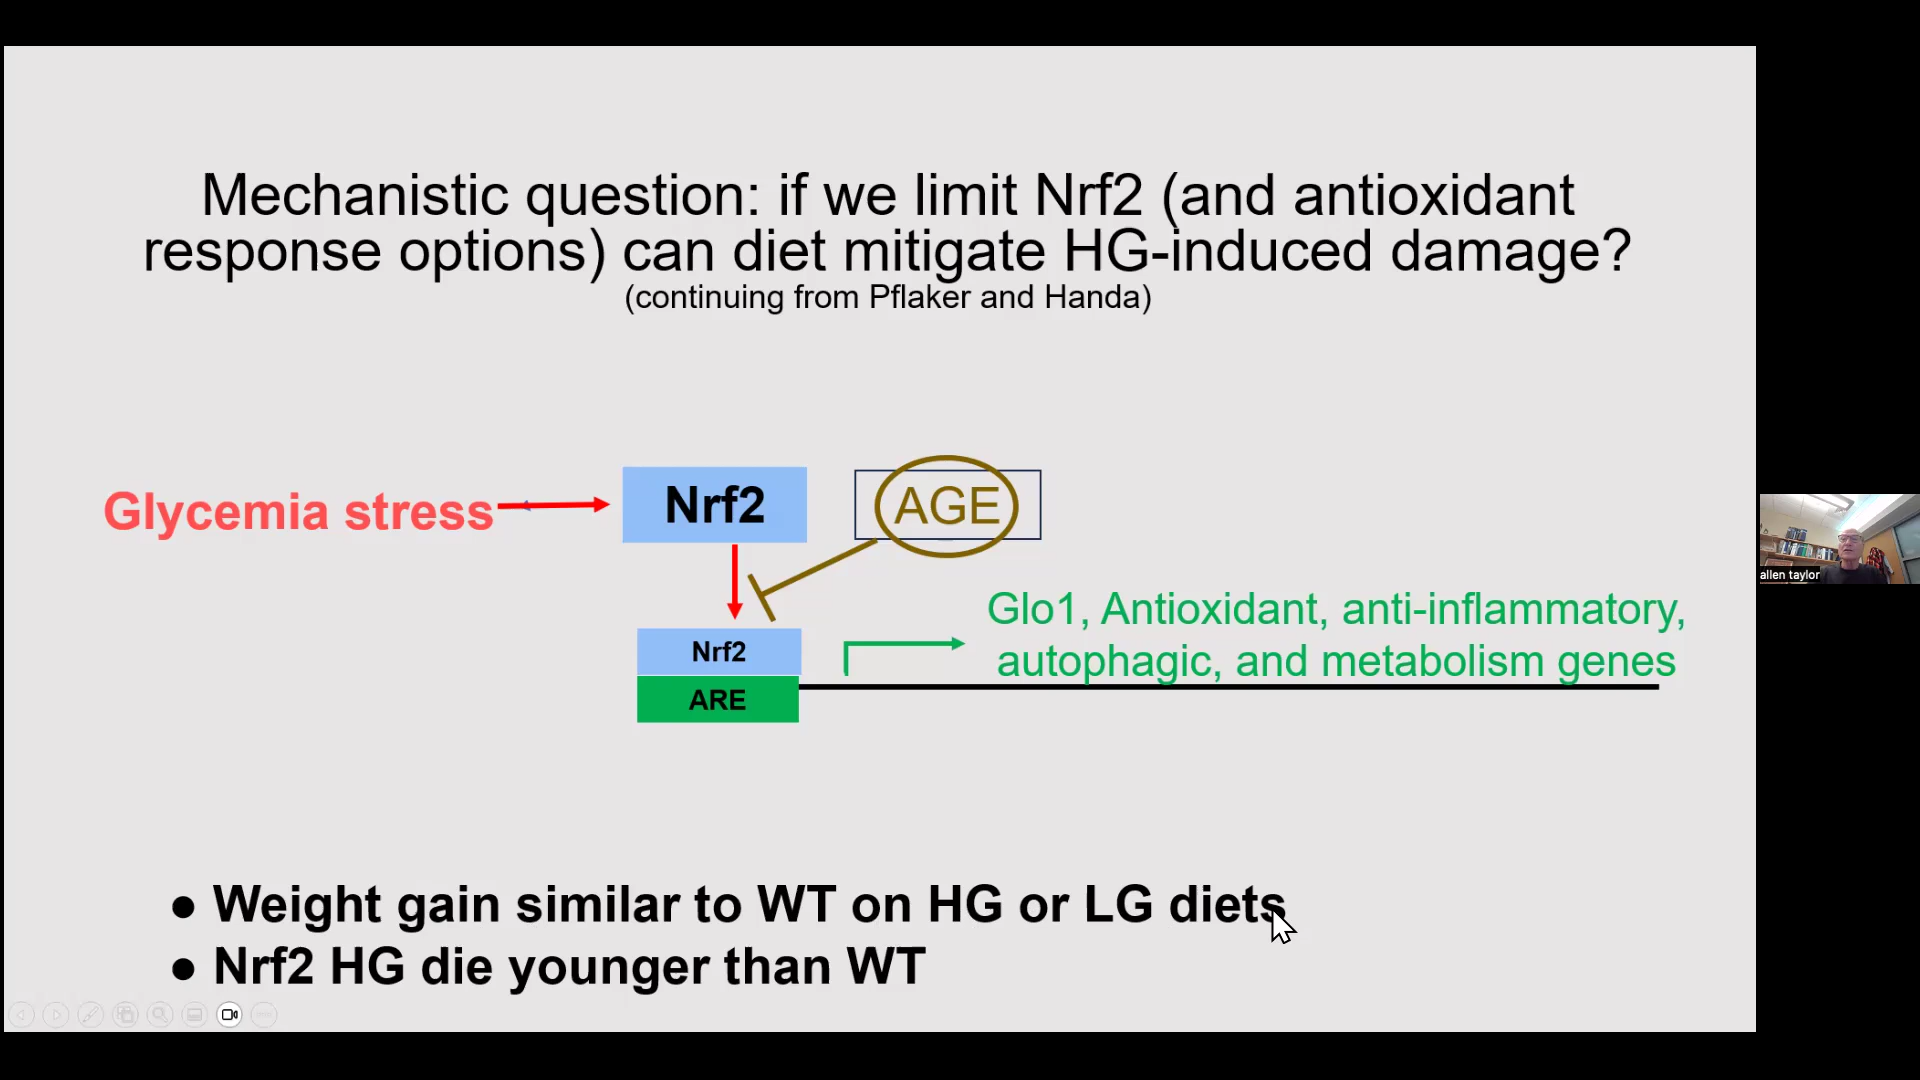 Mechanistic question: if we limit Nrf2 (and antioxidant
response options) can diet mitigate HG-induced damage?
(continuing from Pflaker and Handa)
Glycemia stress
Nrf2
AGE
Nrf2
ARE
Glo1, Antioxidant, anti-inflammatory,
autophagic, and metabolism genes
● Weight gain similar to WT on HG or LG diets
● Nrf2 HG die younger than WT
allen taylor